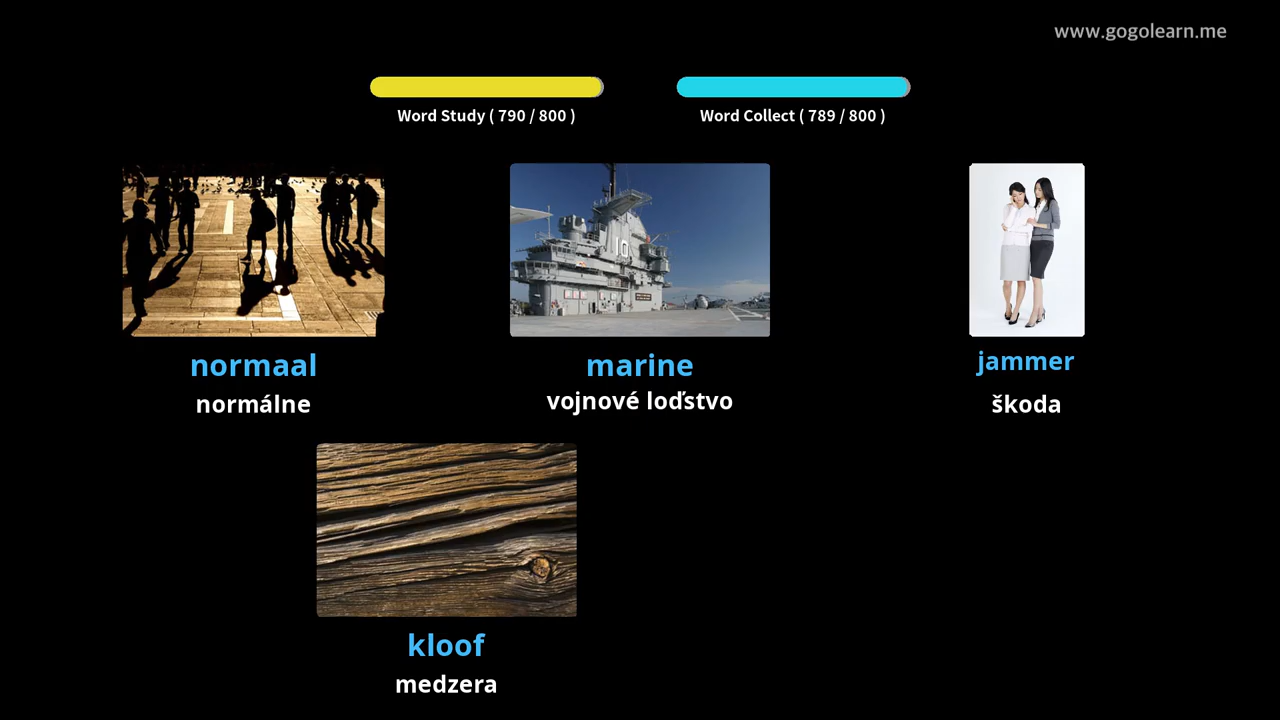 www.gogolearn.me
Word Study ( 790 / 800 )
Word Collect ( 789 / 800 )
10
normaal
marine
jammer
normálne
vojnové loďstvo
škoda
kloof
medzera